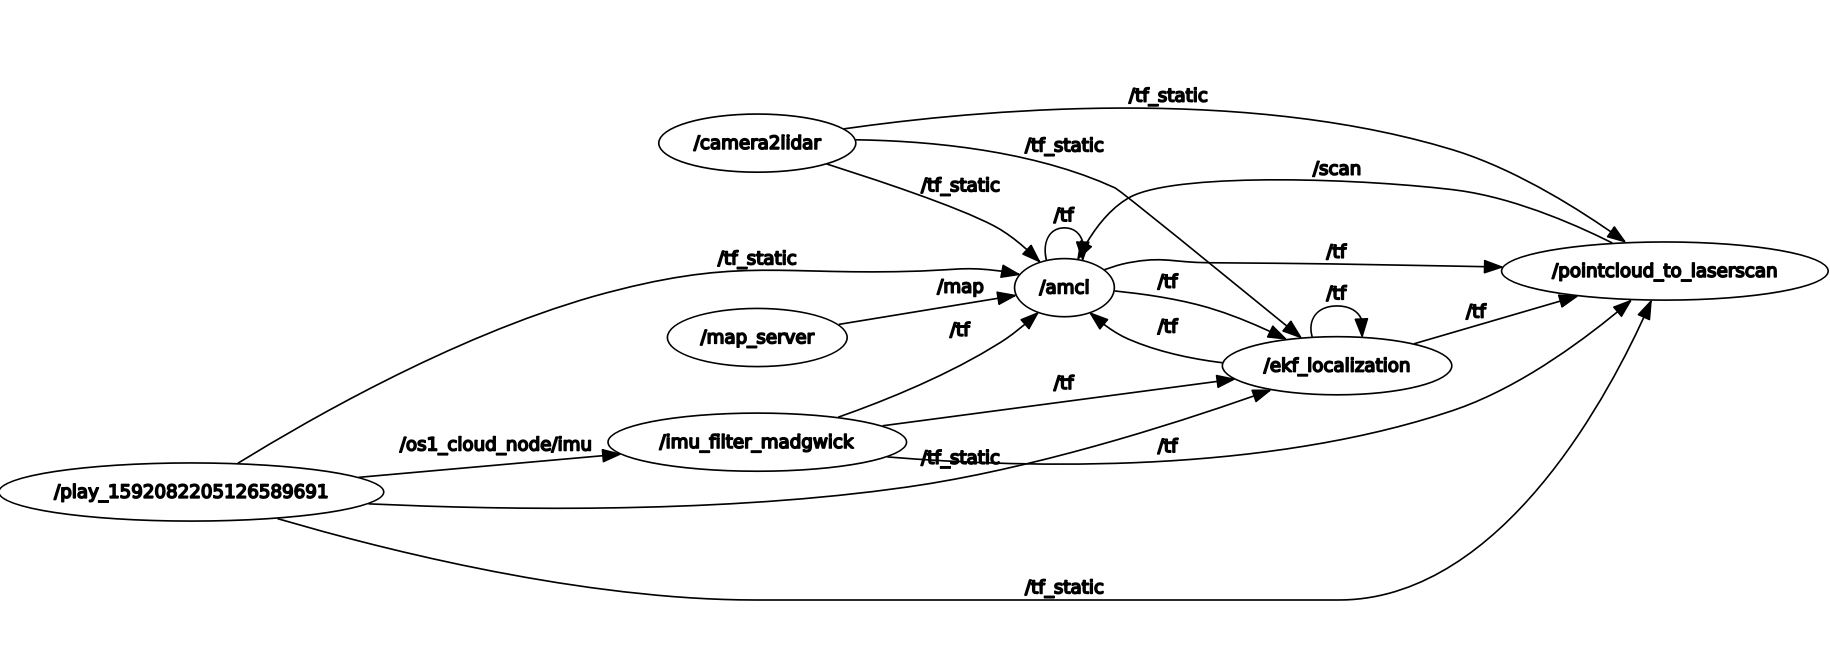 /tf_static
/camera2lidar
/tf_static
/scan
/tf_static
/tf
/tf_static
/tf
/pointcloud_to_laserscan
/map
/amcl
/tf
/tf
/map_server
/tf
/tf
/tf
/ekf_localization
/tf
/os1_cloud_node/imu
/imu_filter_madgwick
/tf
/tf_static
/play_1592082205126589691
/tf_static